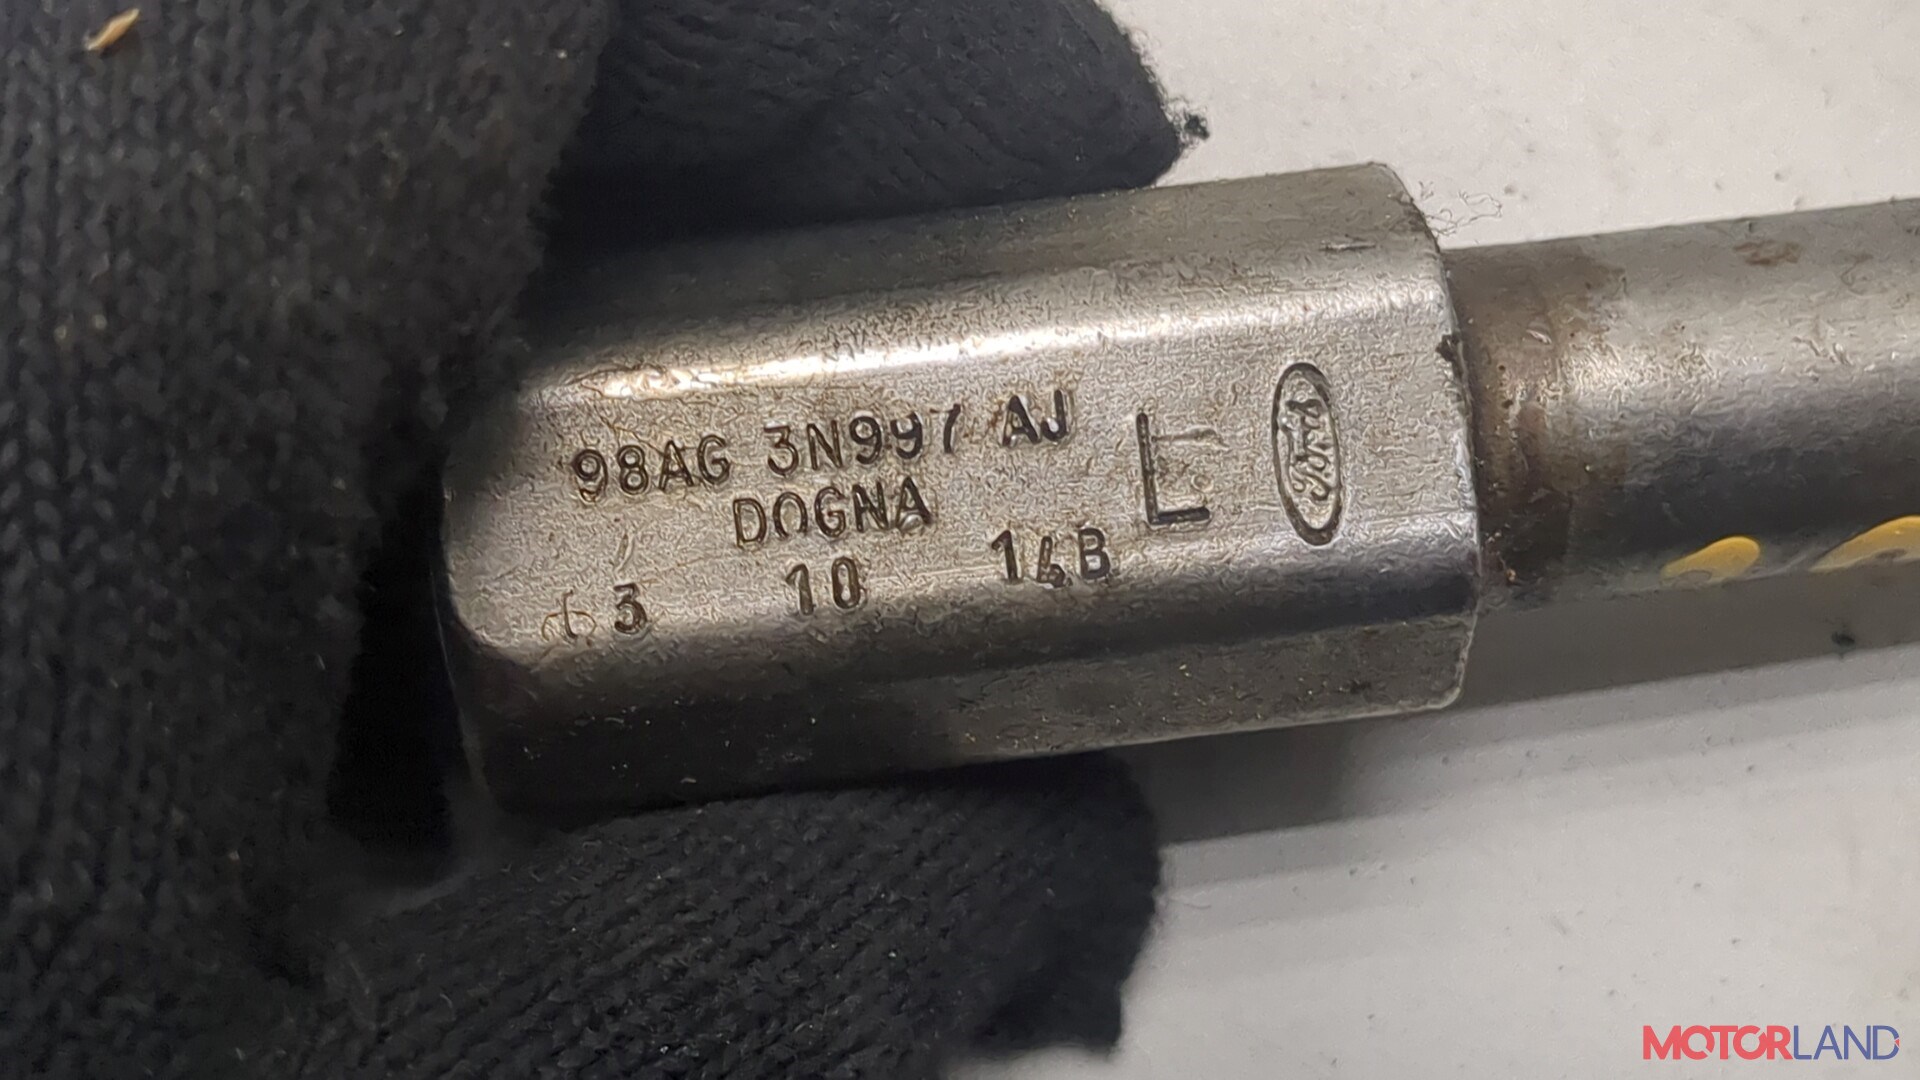 98AG 3N997 AJ
DOGNA
3 10 14B
L
Ford
MOTORLAND